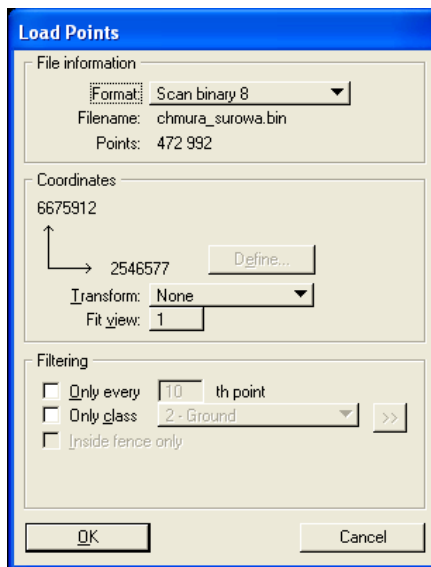 Load Points
File information
Format: Scan binary 8
Filename: chmura_surowa.bin
Points: 472 992
Coordinates
6675912
2546577
Define...
Transform: None
Fit view: 1
Filtering
Only every 10 th point
Only class 2 - Ground >>
Inside fence only
OK Cancel